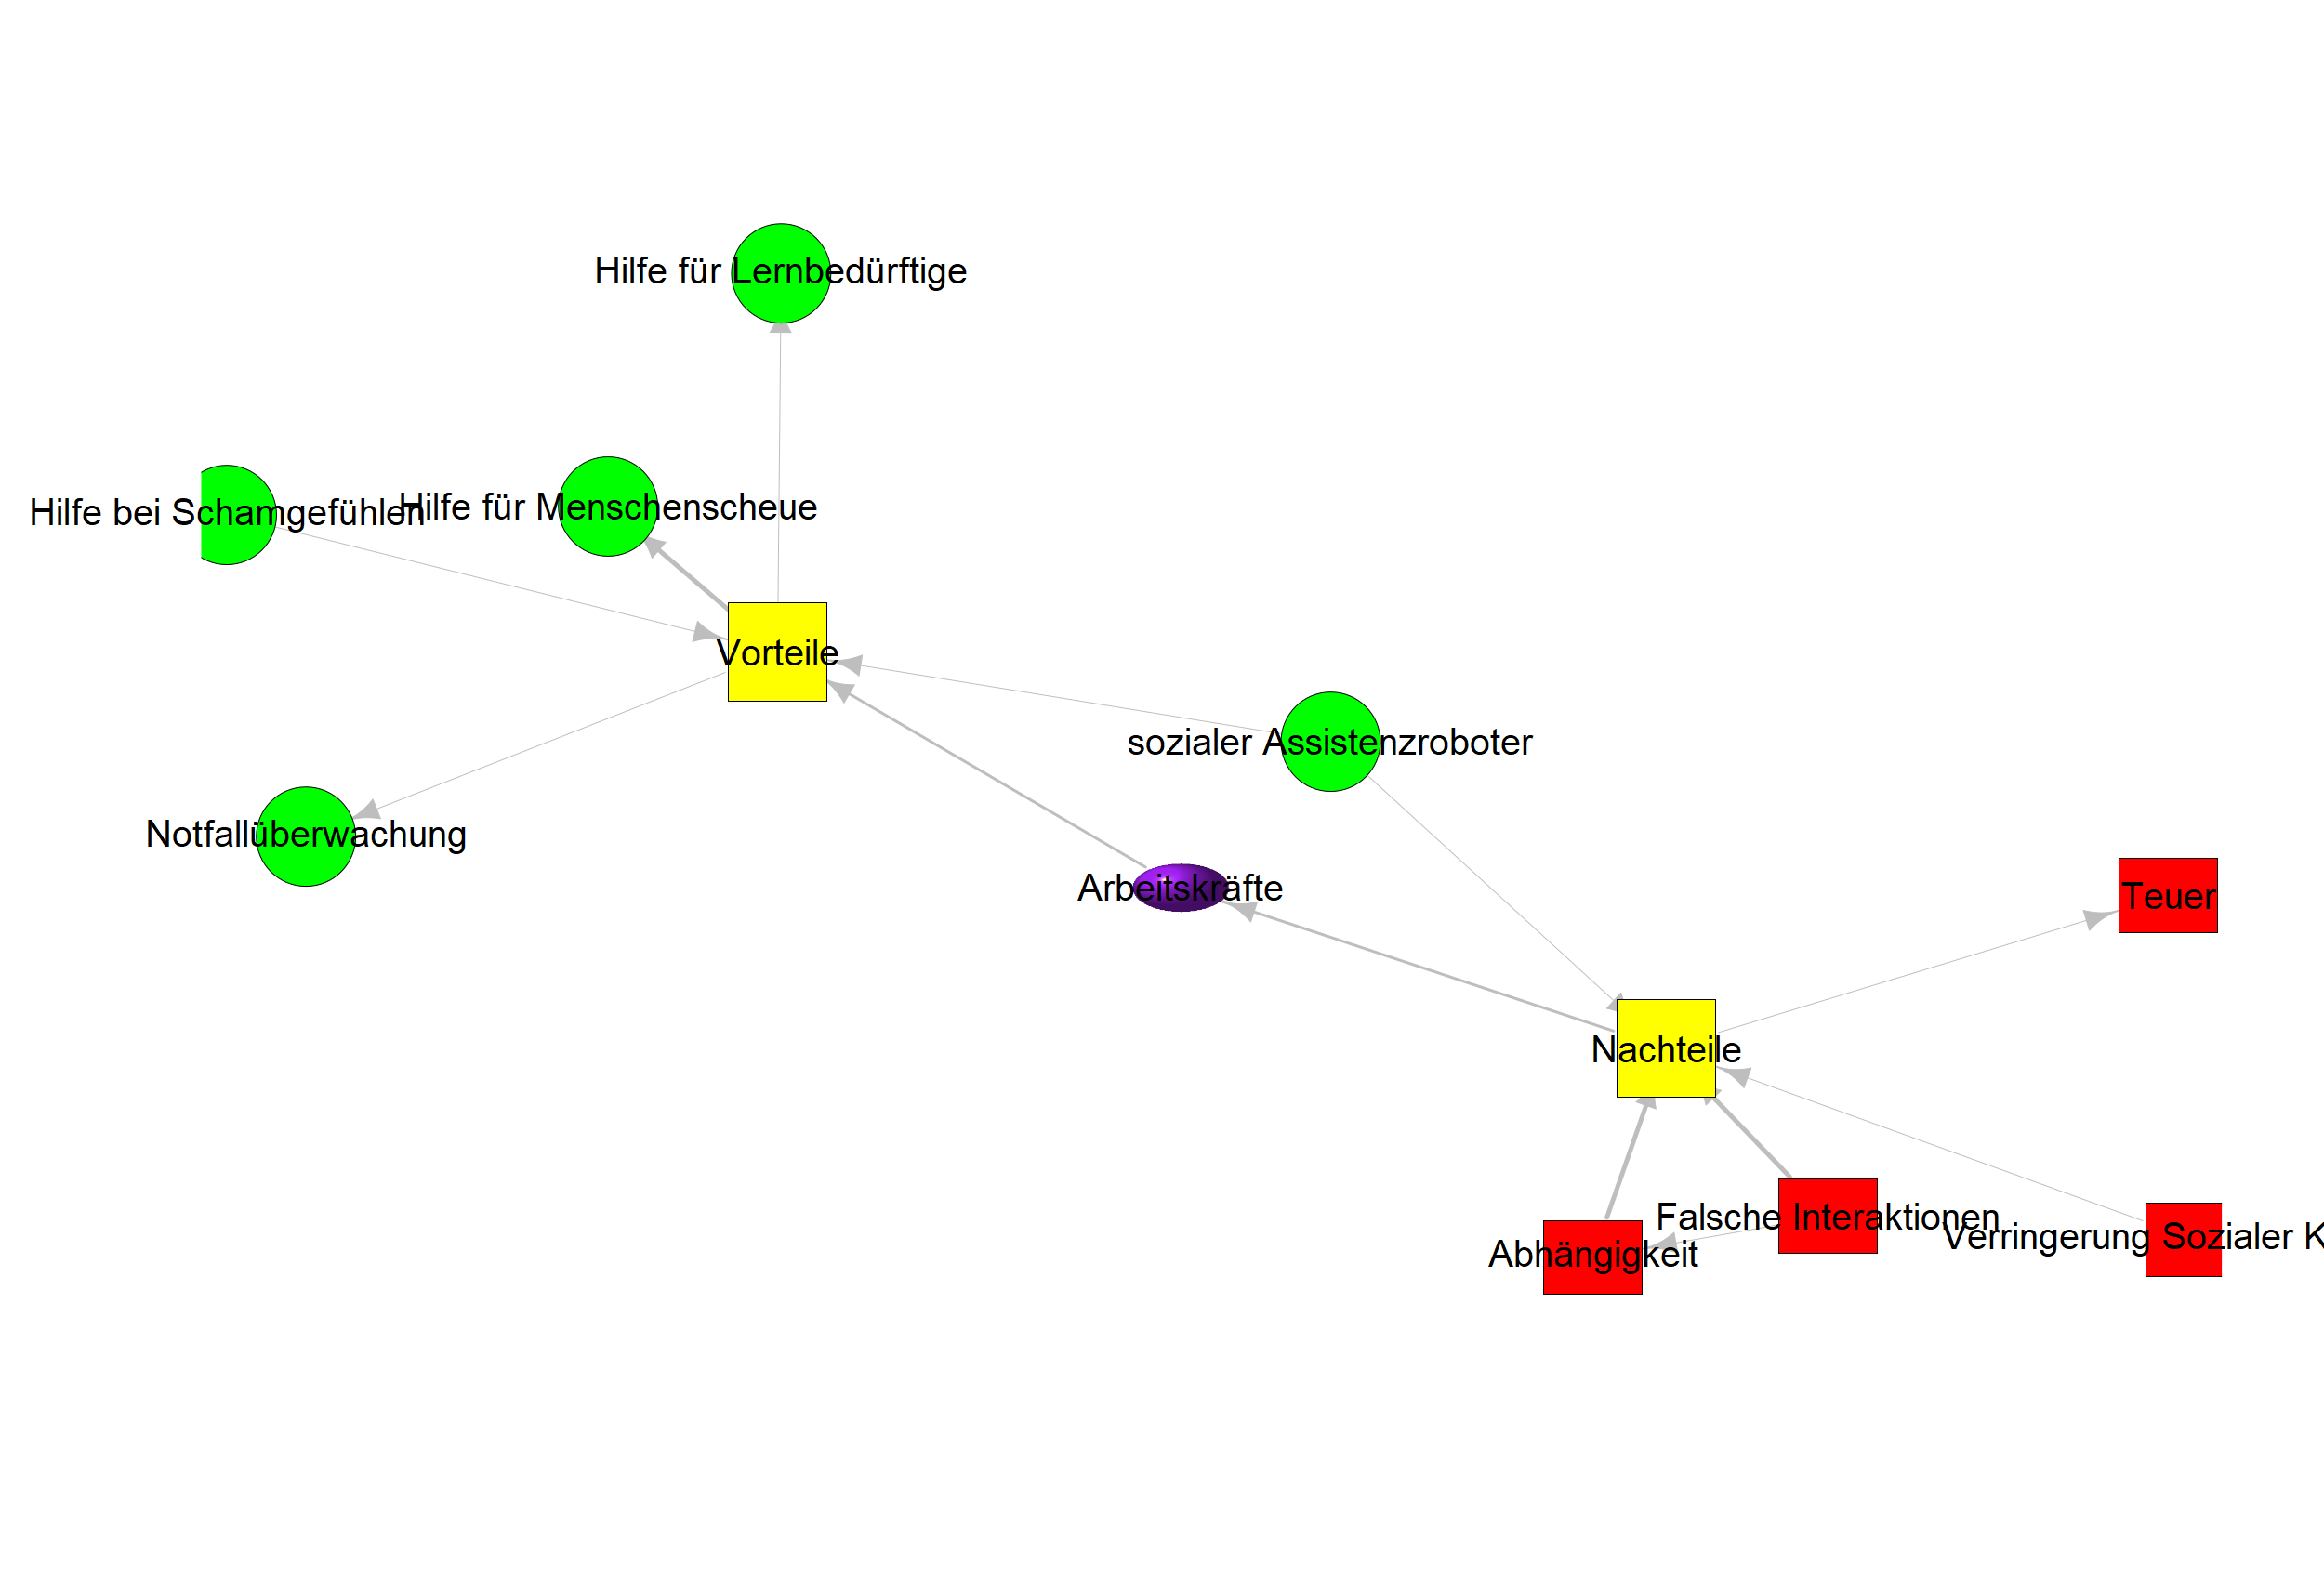 Hilfe für Lernbedürftige
Hilfe bei Schamgefühlen
Hilfe für Menschenscheue
Vorteile
sozialer Assistenzroboter
Notfallüberwachung
Arbeitskräfte
Teuer
Nachteile
Falsche Interaktionen
Verringerung Sozialer K
Abhängigkeit